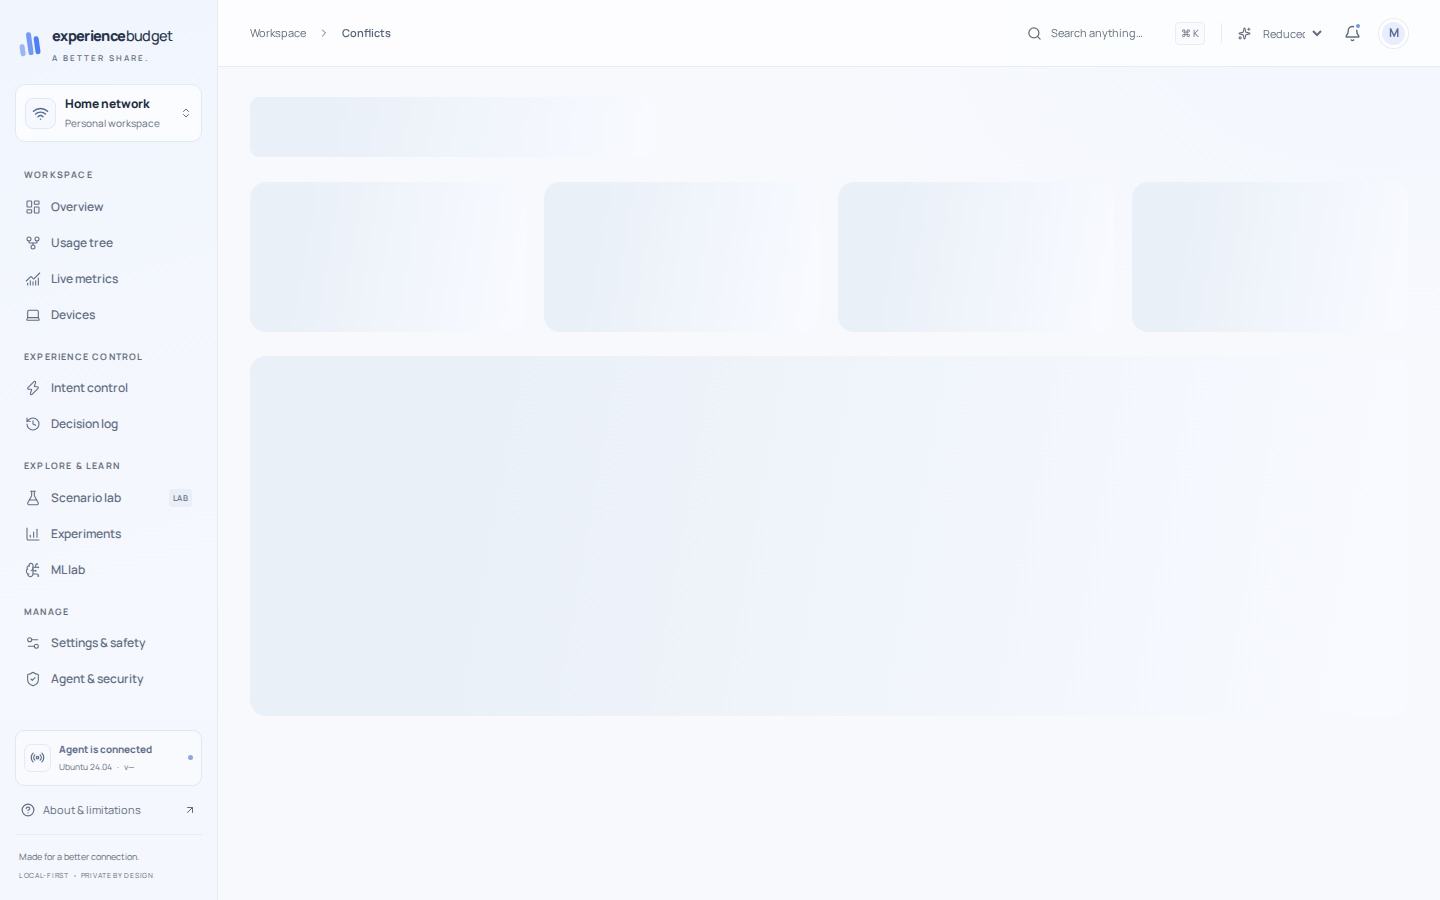 experiencebudget
A BETTER SHARE.
Home network
Personal workspace
WORKSPACE
Overview
Usage tree
Live metrics
Devices
EXPERIENCE CONTROL
Intent control
Decision log
EXPLORE & LEARN
Scenario lab LAB
Experiments
ML lab
MANAGE
Settings & safety
Agent & security
Agent is connected
Ubuntu 24.04 · v—
About & limitations
Made for a better connection.
LOCAL-FIRST • PRIVATE BY DESIGN
Workspace > Conflicts
Search anything... ⌘ K
Reduced
M